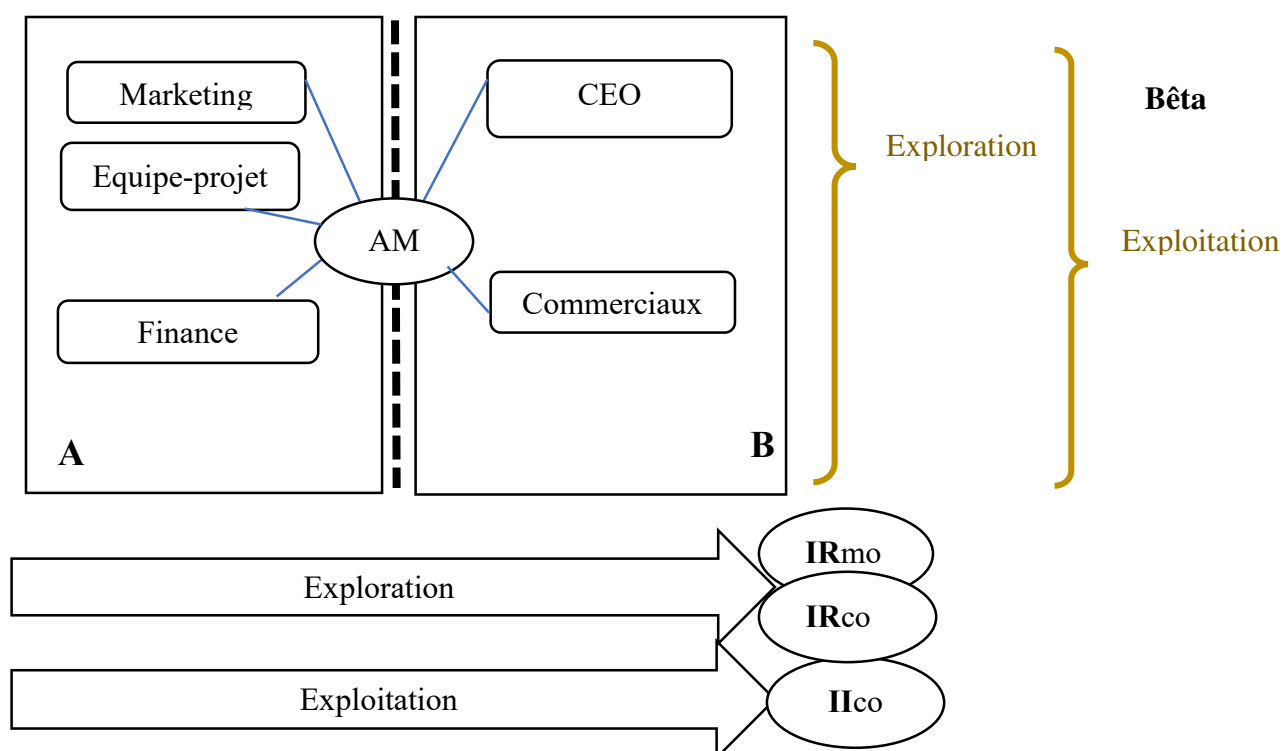 Marketing
Equipe-projet
AM
Finance
A
CEO
Commerciaux
B
Exploration
Bêta
Exploitation
Exploration
IRmo
IRco
Exploitation
IIco